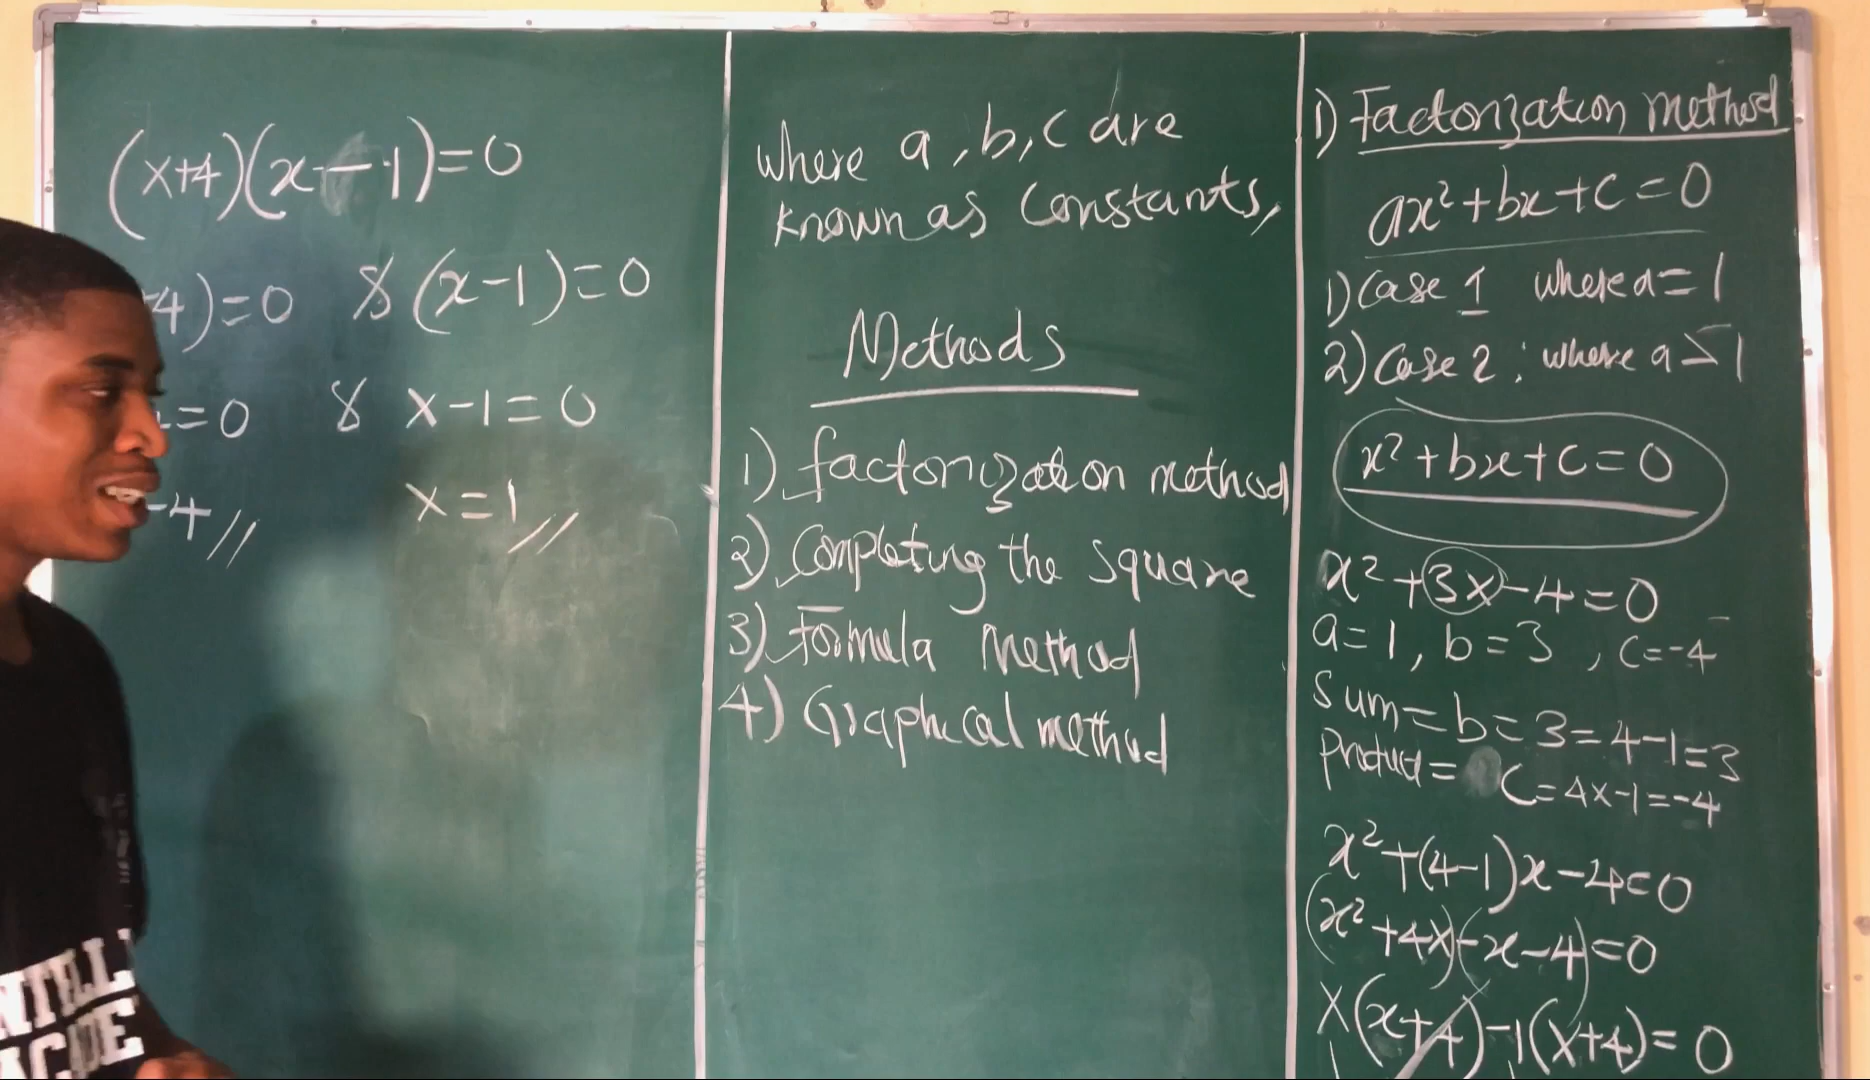 (x+4)(x-1)=0
4)=0 & (x-1)=0
=0 & x-1=0
-4// x=1//
where a, b, c are
known as constants,
Methods
1) factorization method
2) Completing the square
3) Formula method
4) Graphical method
1) Factorization method
ax²+bx+c=0
1) Case 1 where a=1
2) Case 2: where a>1
x²+bx+c=0
x²+3x-4=0
a=1, b=3, c=-4
Sum=b=3=4-1=3
Product= c=4x-1=-4
x²+(4-1)x-4=0
(x²+4x)(-x-4)=0
x(x+4)-1(x+4)=0